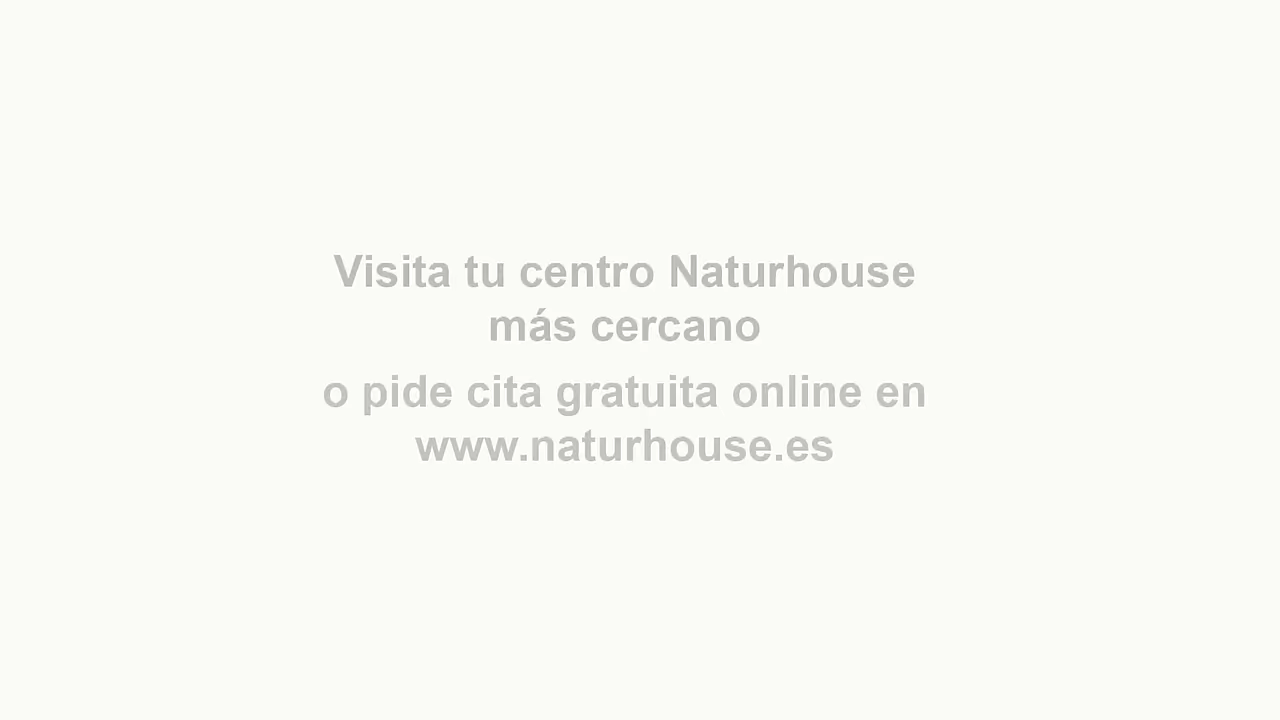 Visita tu centro Naturhouse
más cercano
o pide cita gratuita online en
www.naturhouse.es